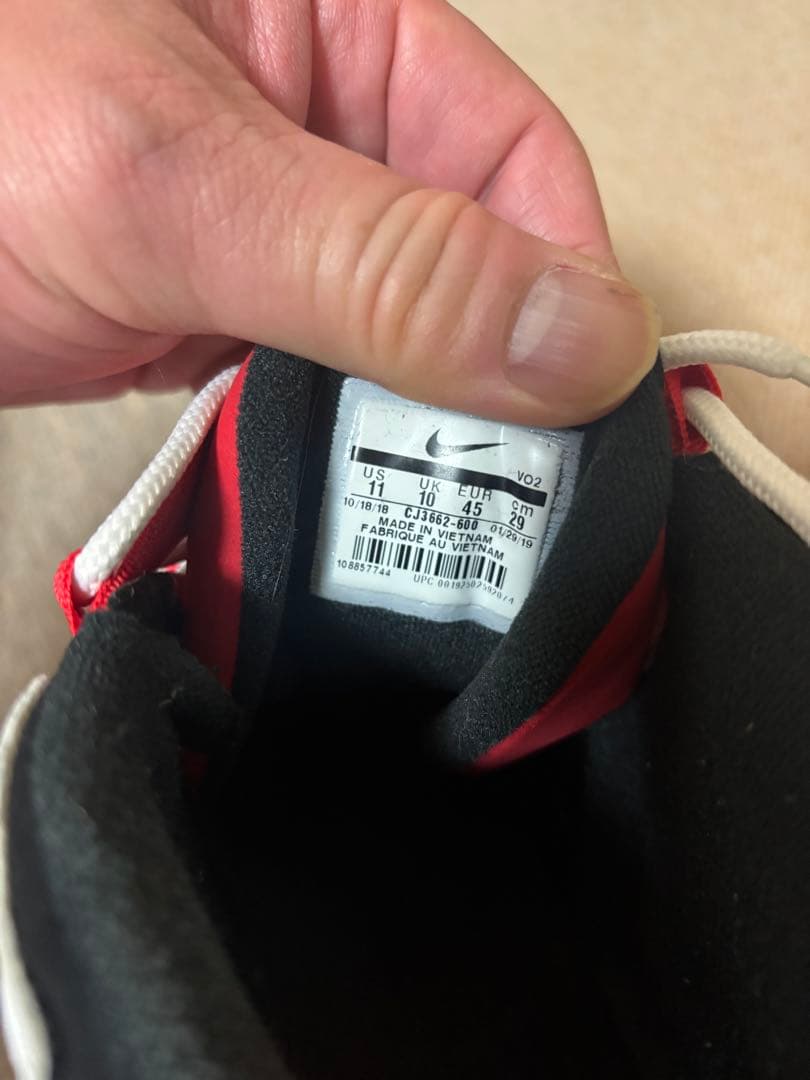 VO2
US UK EUR cm
11 10 45 29
10/18/18 CJ3662-600 01/29/19
MADE IN VIETNAM
FABRIQUE AU VIETNAM
108857744
UPC